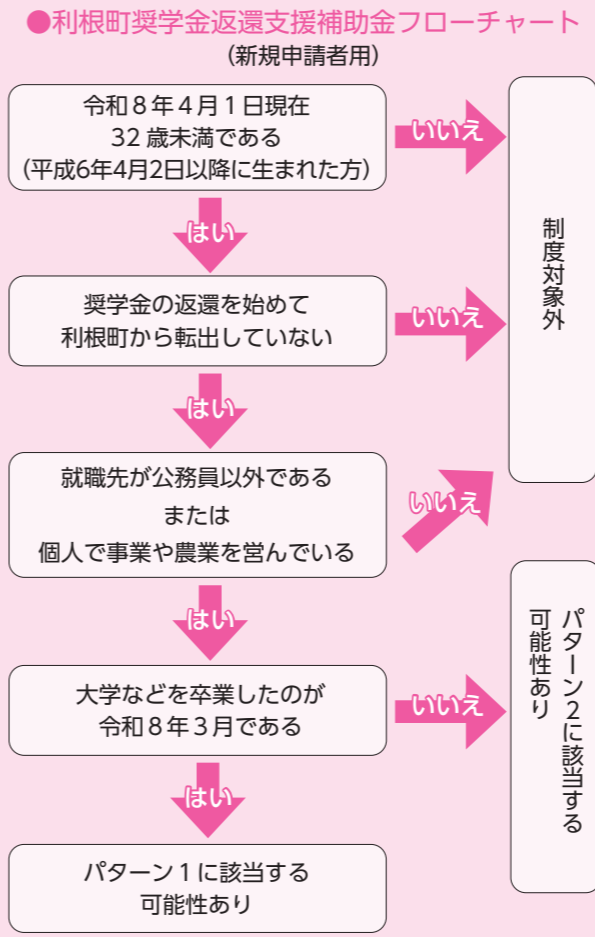 ●利根町奨学金返還支援補助金フローチャート
(新規申請者用)
令和8年4月1日現在
32歳未満である
(平成6年4月2日以降に生まれた方)
いいえ
制度対象外
はい
奨学金の返還を始めて
利根町から転出していない
いいえ
はい
就職先が公務員以外である
または
個人で事業や農業を営んでいる
いいえ
はい
大学などを卒業したのが
令和8年3月である
いいえ
パターン2に該当する
可能性あり
はい
パターン1に該当する
可能性あり